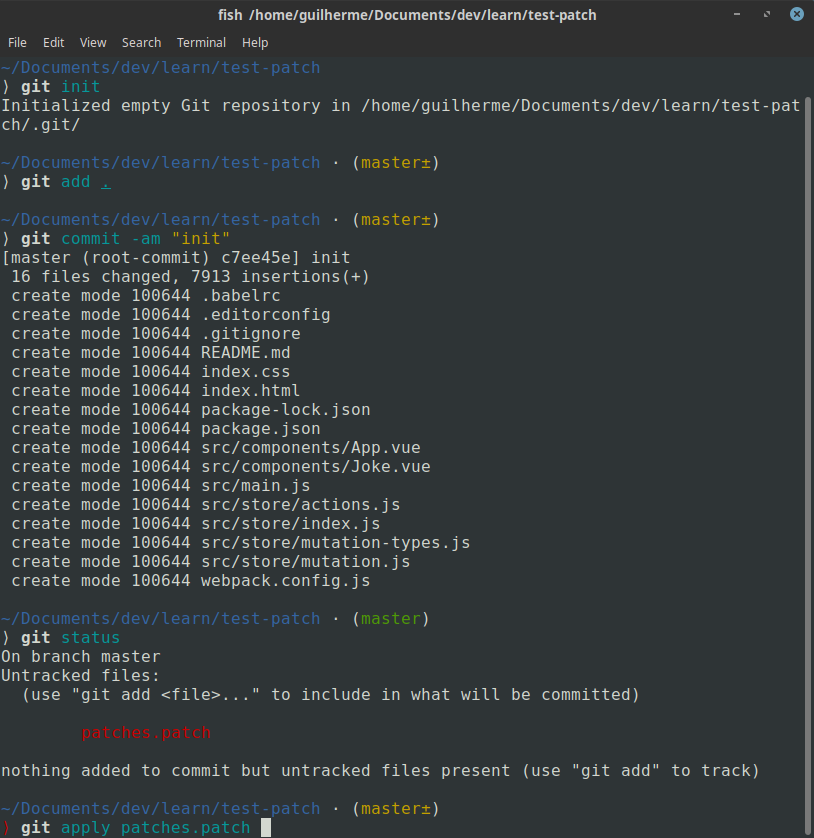 fish /home/guilherme/Documents/dev/learn/test-patch
File Edit View Search Terminal Help
~/Documents/dev/learn/test-patch
⟩ git init
Initialized empty Git repository in /home/guilherme/Documents/dev/learn/test-pat
ch/.git/
~/Documents/dev/learn/test-patch · (master±)
⟩ git add .
~/Documents/dev/learn/test-patch · (master±)
⟩ git commit -am "init"
[master (root-commit) c7ee45e] init
 16 files changed, 7913 insertions(+)
 create mode 100644 .babelrc
 create mode 100644 .editorconfig
 create mode 100644 .gitignore
 create mode 100644 README.md
 create mode 100644 index.css
 create mode 100644 index.html
 create mode 100644 package-lock.json
 create mode 100644 package.json
 create mode 100644 src/components/App.vue
 create mode 100644 src/components/Joke.vue
 create mode 100644 src/main.js
 create mode 100644 src/store/actions.js
 create mode 100644 src/store/index.js
 create mode 100644 src/store/mutation-types.js
 create mode 100644 src/store/mutation.js
 create mode 100644 webpack.config.js
~/Documents/dev/learn/test-patch · (master)
⟩ git status
On branch master
Untracked files:
  (use "git add <file>..." to include in what will be committed)
        patches.patch
nothing added to commit but untracked files present (use "git add" to track)
~/Documents/dev/learn/test-patch · (master±)
⟩ git apply patches.patch